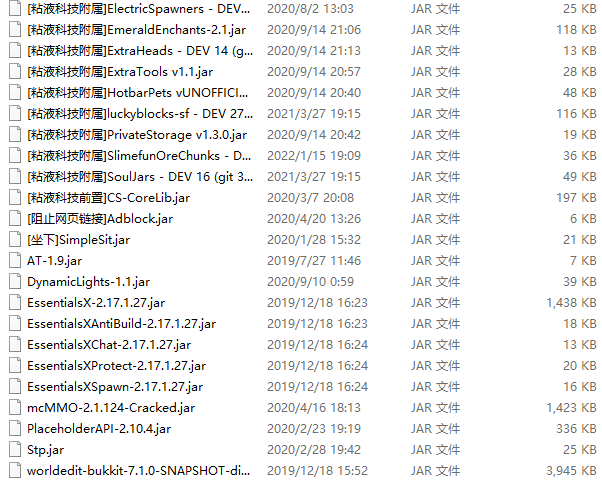 [粘液科技附属]ElectricSpawners - DEV... 2020/8/2 13:03 JAR 文件 25 KB
[粘液科技附属]EmeraldEnchants-2.1.jar 2020/9/14 21:06 JAR 文件 118 KB
[粘液科技附属]ExtraHeads - DEV 14 (g... 2020/9/14 21:13 JAR 文件 13 KB
[粘液科技附属]ExtraTools v1.1.jar 2020/9/14 20:57 JAR 文件 28 KB
[粘液科技附属]HotbarPets vUNOFFICI... 2020/9/14 20:40 JAR 文件 48 KB
[粘液科技附属]luckyblocks-sf - DEV 27... 2021/3/27 19:15 JAR 文件 116 KB
[粘液科技附属]PrivateStorage v1.3.0.jar 2020/9/14 20:42 JAR 文件 19 KB
[粘液科技附属]SlimefunOreChunks - D... 2022/1/15 19:09 JAR 文件 36 KB
[粘液科技附属]SoulJars - DEV 16 (git 3... 2021/3/27 19:15 JAR 文件 49 KB
[粘液科技前置]CS-CoreLib.jar 2020/3/7 20:08 JAR 文件 197 KB
[阻止网页链接]Adblock.jar 2020/4/20 13:26 JAR 文件 6 KB
[坐下]SimpleSit.jar 2020/1/28 15:32 JAR 文件 21 KB
AT-1.9.jar 2019/7/27 11:46 JAR 文件 7 KB
DynamicLights-1.1.jar 2020/9/10 0:59 JAR 文件 39 KB
EssentialsX-2.17.1.27.jar 2019/12/18 16:23 JAR 文件 1,438 KB
EssentialsXAntiBuild-2.17.1.27.jar 2019/12/18 16:23 JAR 文件 18 KB
EssentialsXChat-2.17.1.27.jar 2019/12/18 16:24 JAR 文件 13 KB
EssentialsXProtect-2.17.1.27.jar 2019/12/18 16:24 JAR 文件 20 KB
EssentialsXSpawn-2.17.1.27.jar 2019/12/18 16:24 JAR 文件 16 KB
mcMMO-2.1.124-Cracked.jar 2020/4/16 18:13 JAR 文件 1,423 KB
PlaceholderAPI-2.10.4.jar 2020/2/23 19:19 JAR 文件 336 KB
Stp.jar 2020/2/28 19:42 JAR 文件 25 KB
worldedit-bukkit-7.1.0-SNAPSHOT-di... 2019/12/18 15:52 JAR 文件 3,945 KB